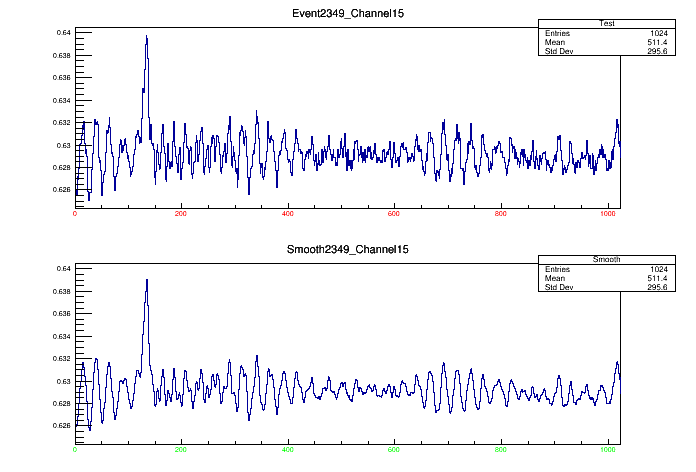 Event2349_Channel15
Test
Entries 1024
Mean 511.4
Std Dev 295.6
0.64
0.638
0.636
0.634
0.632
0.63
0.628
0.626
0 200 400 600 800 1000
Smooth2349_Channel15
Smooth
Entries 1024
Mean 511.4
Std Dev 295.6
0.64
0.638
0.636
0.634
0.632
0.63
0.628
0.626
0 200 400 600 800 1000